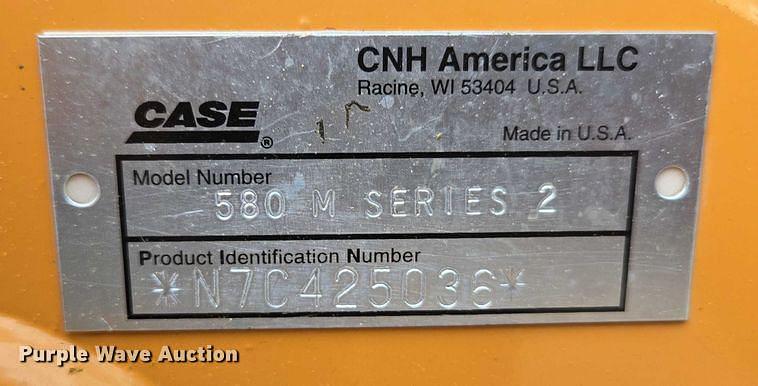 CNH America LLC
Racine, WI 53404 U.S.A.
CASE®
Made in U.S.A.
Model Number
580 M SERIES 2
Product Identification Number
*N7C425036*
Purple Wave Auction